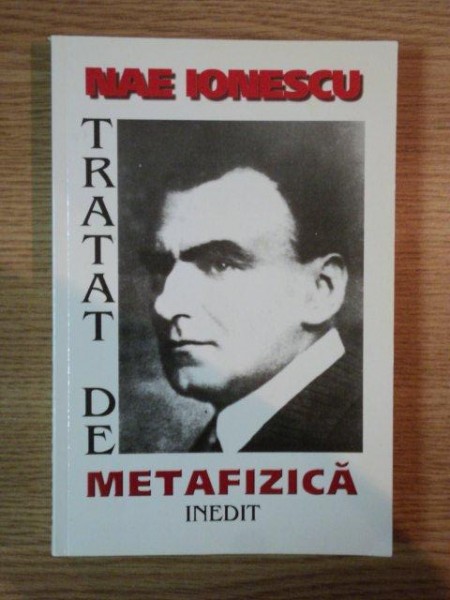 NAE IONESCU
TRATAT DE
METAFIZICĂ
INEDIT